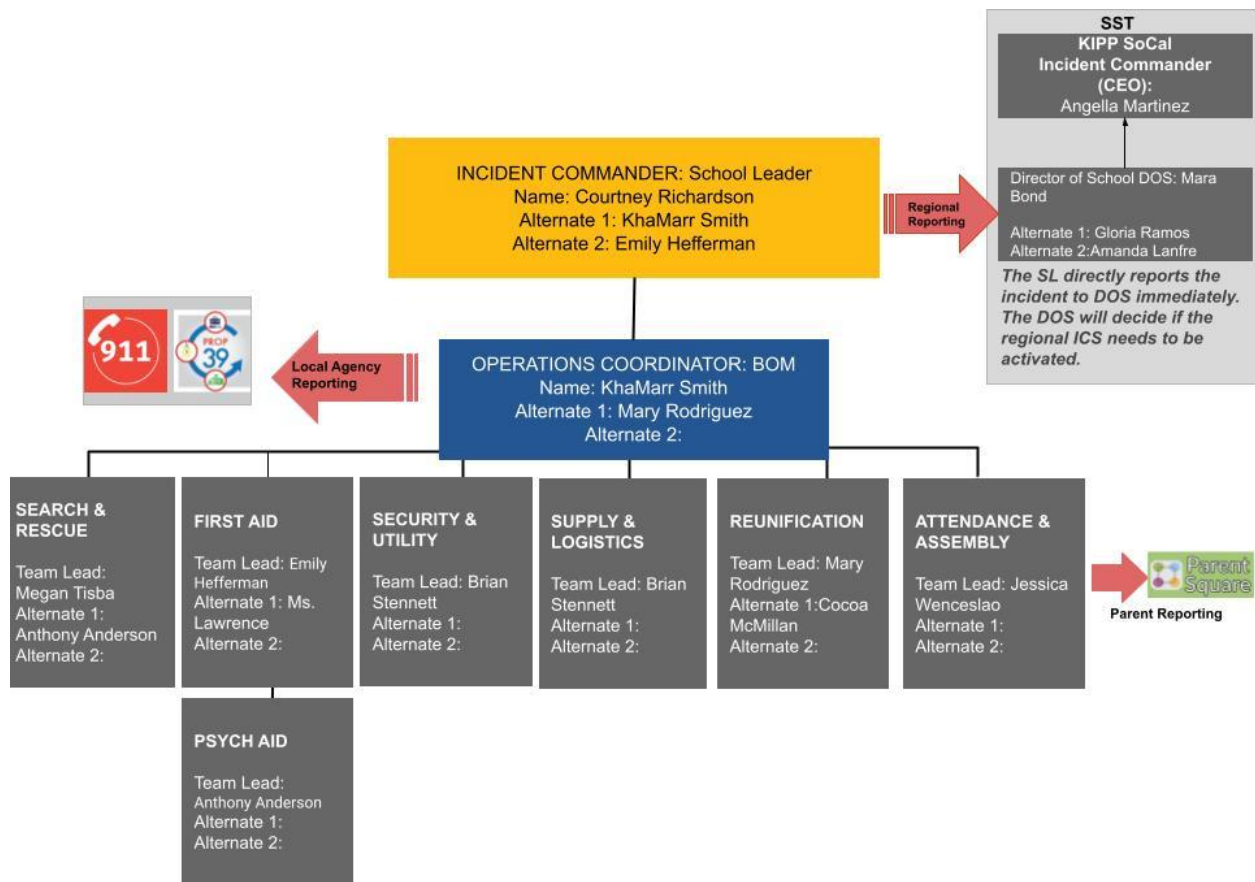 SST
KIPP SoCal
Incident Commander
(CEO):
Angella Martinez
INCIDENT COMMANDER: School Leader
Name: Courtney Richardson
Alternate 1: KhaMarr Smith
Alternate 2: Emily Hefferman
Regional
Reporting
Director of School DOS: Mara
Bond
Alternate 1: Gloria Ramos
Alternate 2:Amanda Lanfre
The SL directly reports the
incident to DOS immediately.
The DOS will decide if the
regional ICS needs to be
activated.
911
PROP
39
Local Agency
Reporting
OPERATIONS COORDINATOR: BOM
Name: KhaMarr Smith
Alternate 1: Mary Rodriguez
Alternate 2:
SEARCH &
RESCUE
Team Lead:
Megan Tisba
Alternate 1:
Anthony Anderson
Alternate 2:
FIRST AID
Team Lead: Emily
Hefferman
Alternate 1: Ms.
Lawrence
Alternate 2:
SECURITY &
UTILITY
Team Lead: Brian
Stennett
Alternate 1:
Alternate 2:
SUPPLY &
LOGISTICS
Team Lead: Brian
Stennett
Alternate 1:
Alternate 2:
REUNIFICATION
Team Lead: Mary
Rodriguez
Alternate 1:Cocoa
McMillan
Alternate 2:
ATTENDANCE &
ASSEMBLY
Team Lead: Jessica
Wenceslao
Alternate 1:
Alternate 2:
Parent
Square
Parent Reporting
PSYCH AID
Team Lead:
Anthony Anderson
Alternate 1:
Alternate 2: